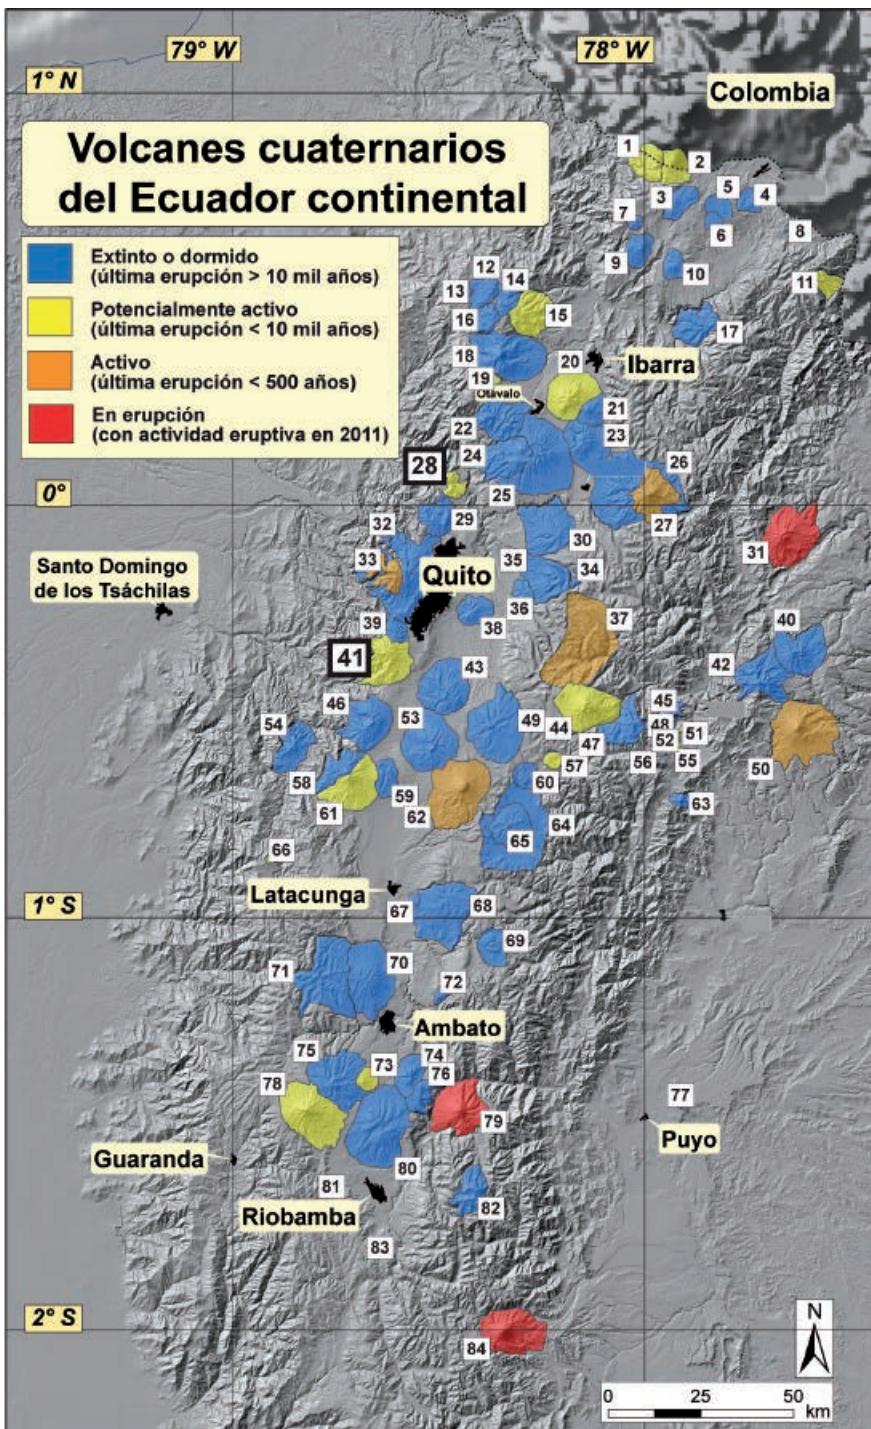 79° W
78° W
1° N
Colombia
Volcanes cuaternarios
del Ecuador continental
Extinto o dormido
(última erupción > 10 mil años)
Potencialmente activo
(última erupción < 10 mil años)
Activo
(última erupción < 500 años)
En erupción
(con actividad eruptiva en 2011)
1
2
3
5
4
7
6
8
9
10
11
12
13
14
15
16
17
18
20
Ibarra
19
Otavalo
21
22
23
24
28
26
0°
25
27
29
32
30
31
35
33
34
Santo Domingo
de los Tsáchilas
Quito
36
37
38
39
40
41
42
43
45
46
54
53
49
44
48
51
47
52
50
56
55
57
58
59
60
61
62
63
64
65
66
Latacunga
1° S
67
68
69
71
70
72
Ambato
75
74
73
76
78
77
79
Puyo
Guaranda
80
81
Riobamba
82
83
2° S
84
N
0 25 50
km